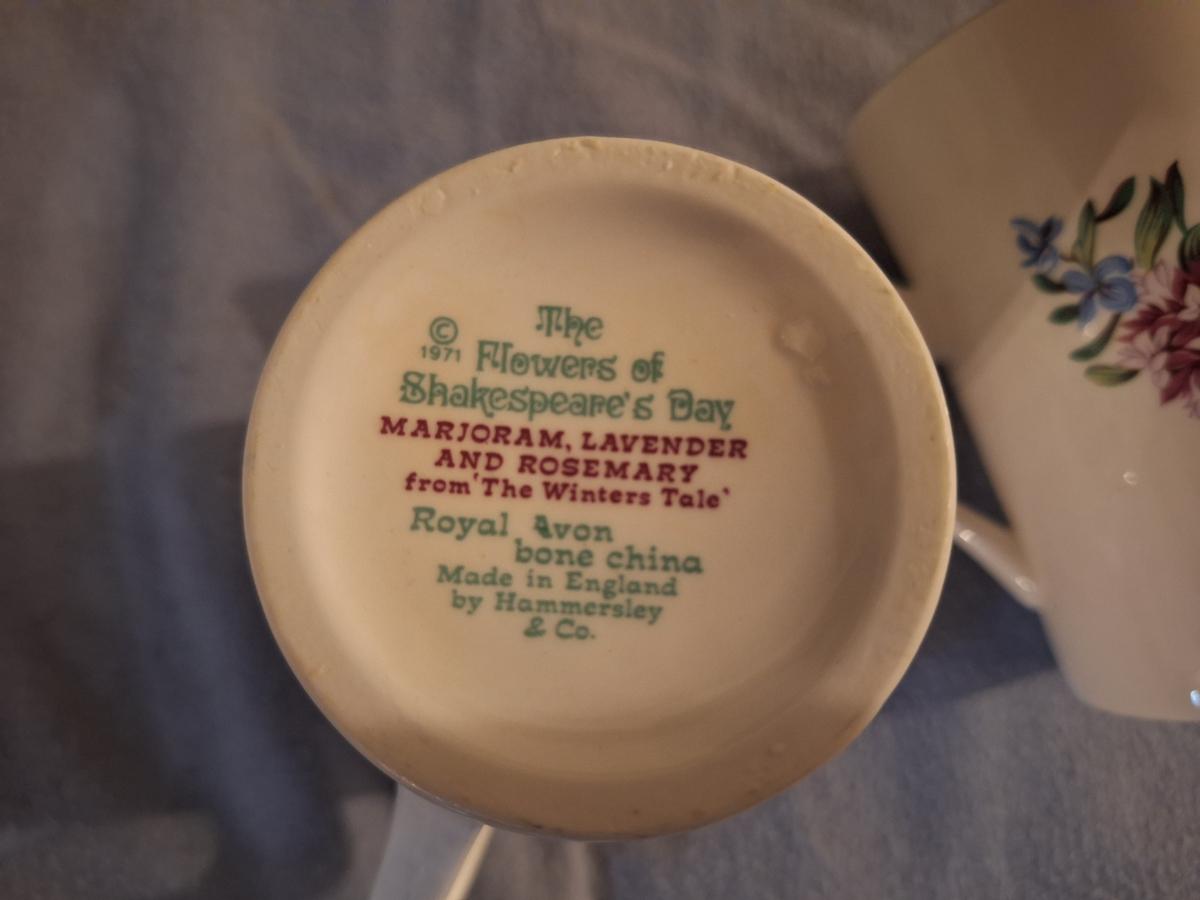 The
© Flowers of
1971
Shakespeare's Day
MARJORAM, LAVENDER
AND ROSEMARY
from 'The Winters Tale'
Royal Avon
bone china
Made in England
by Hammersley
& Co.